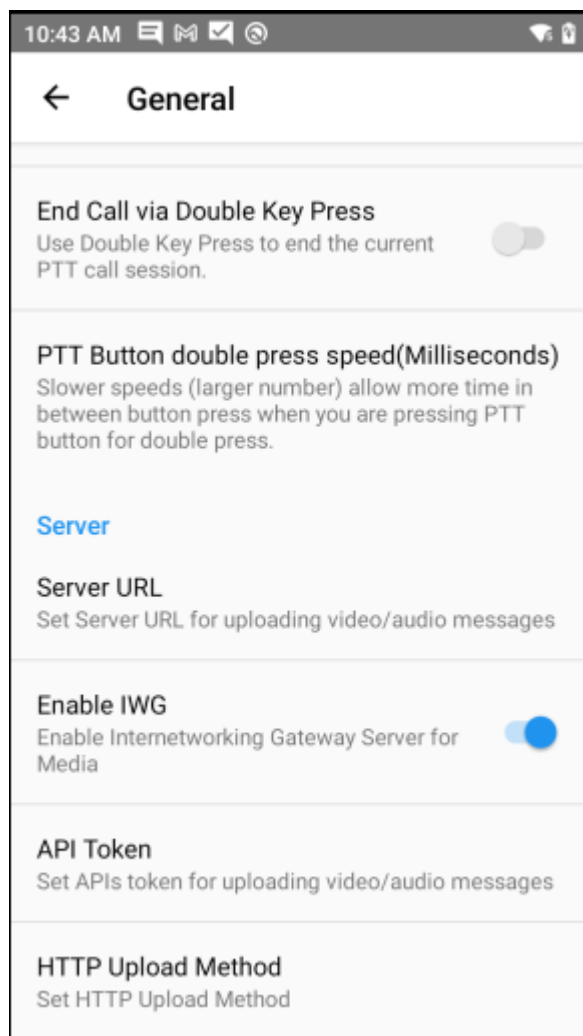 10:43 AM
General
End Call via Double Key Press
Use Double Key Press to end the current
PTT call session.
PTT Button double press speed(Milliseconds)
Slower speeds (larger number) allow more time in
between button press when you are pressing PTT
button for double press.
Server
Server URL
Set Server URL for uploading video/audio messages
Enable IWG
Enable Internetworking Gateway Server for
Media
API Token
Set APIs token for uploading video/audio messages
HTTP Upload Method
Set HTTP Upload Method